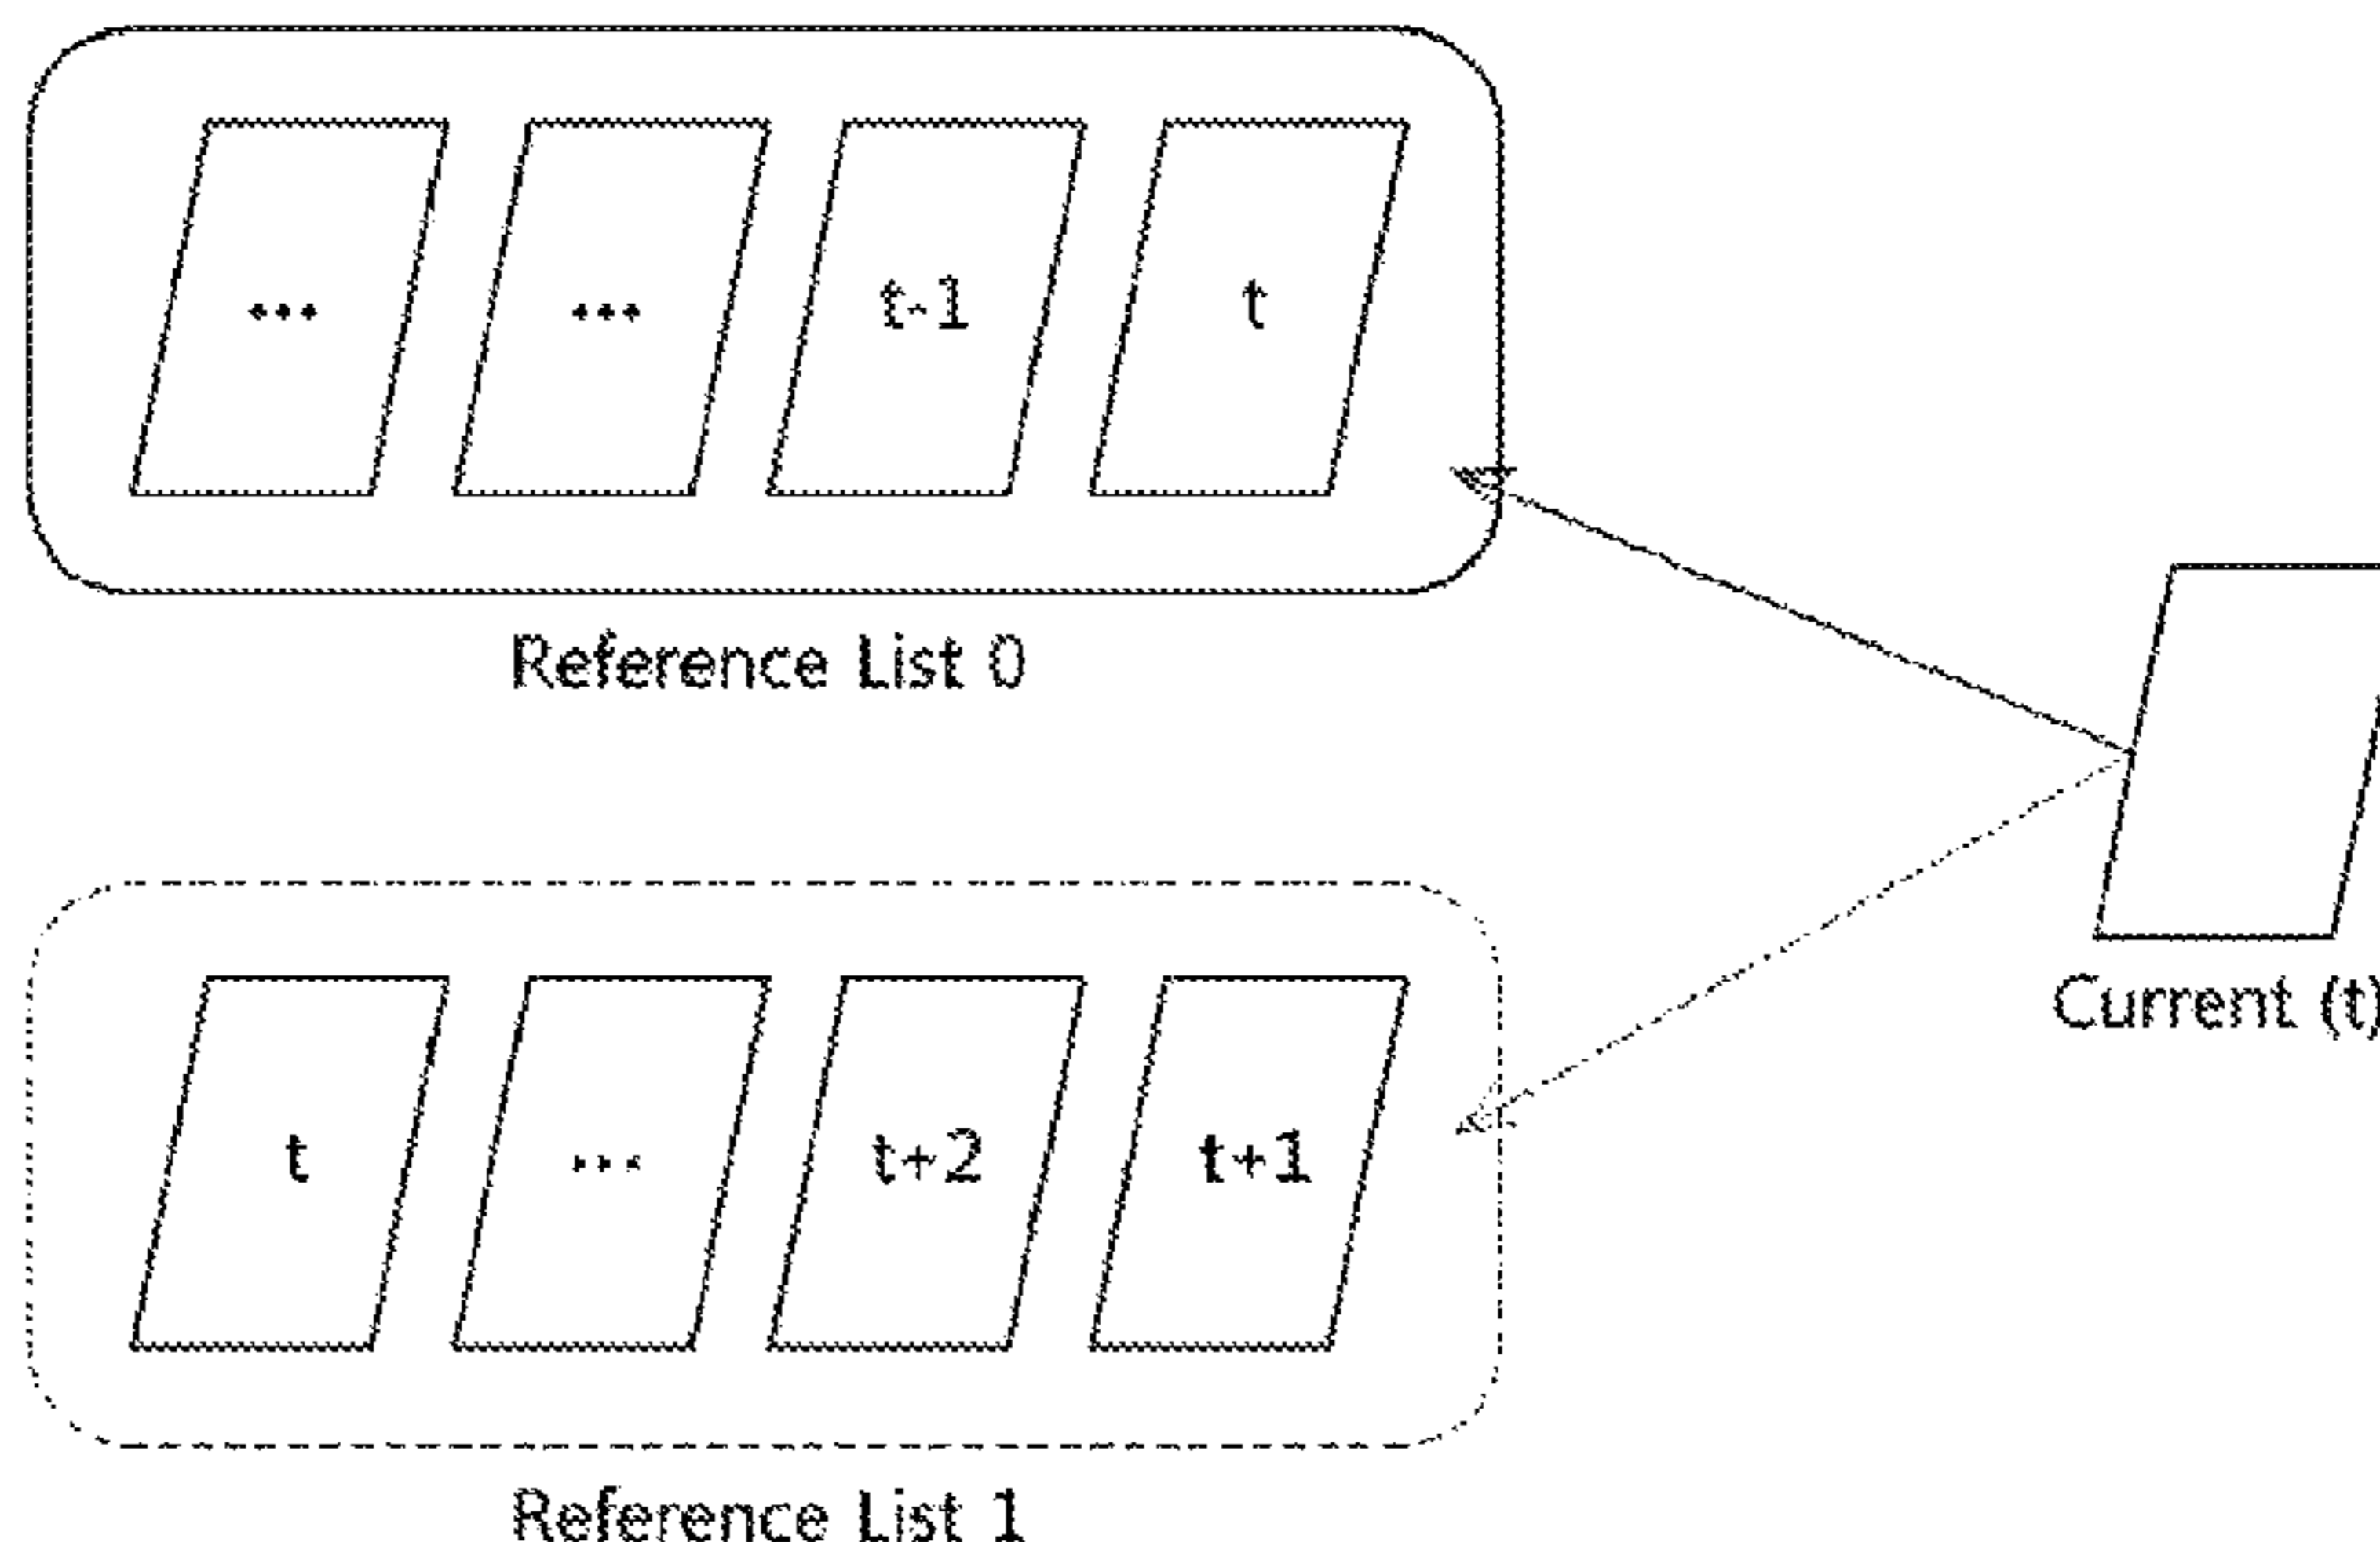 ... ... t-1 t
Reference List 0
Current (t)
t ... t+2 t+1
Reference List 1